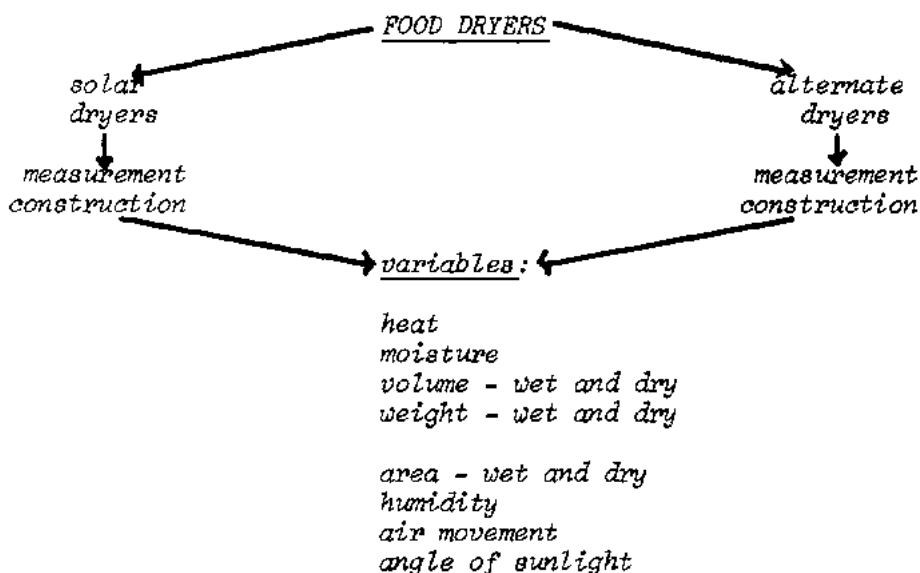 FOOD DRYERS
solar
dryers
alternate
dryers
measurement
construction
measurement
construction
variables:
heat
moisture
volume - wet and dry
weight - wet and dry
area - wet and dry
humidity
air movement
angle of sunlight